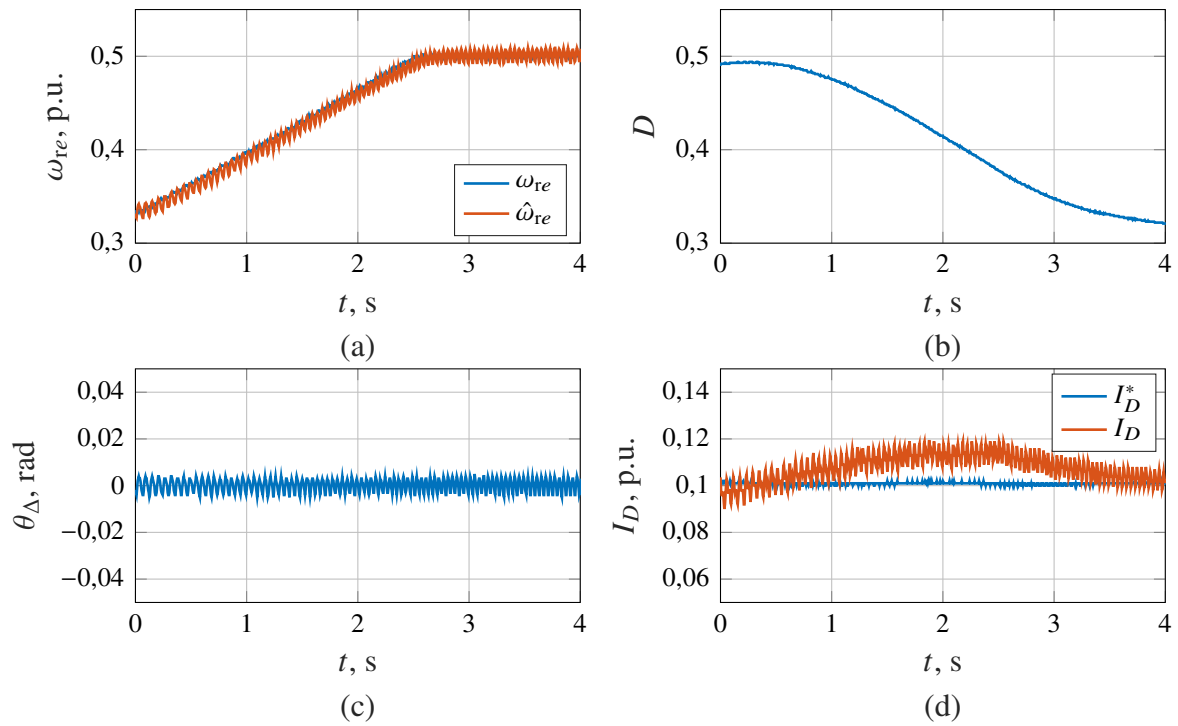 0,5
0,4
0,3
ω_re, p.u.
ω_re
ω̂_re
0 1 2 3 4
t, s
(a)
0,5
0,4
0,3
D
0 1 2 3 4
t, s
(b)
0,04
0,02
0
−0,02
−0,04
θ_Δ, rad
0 1 2 3 4
t, s
(c)
0,14
0,12
0,1
0,08
0,06
I_D, p.u.
I*_D
I_D
0 1 2 3 4
t, s
(d)